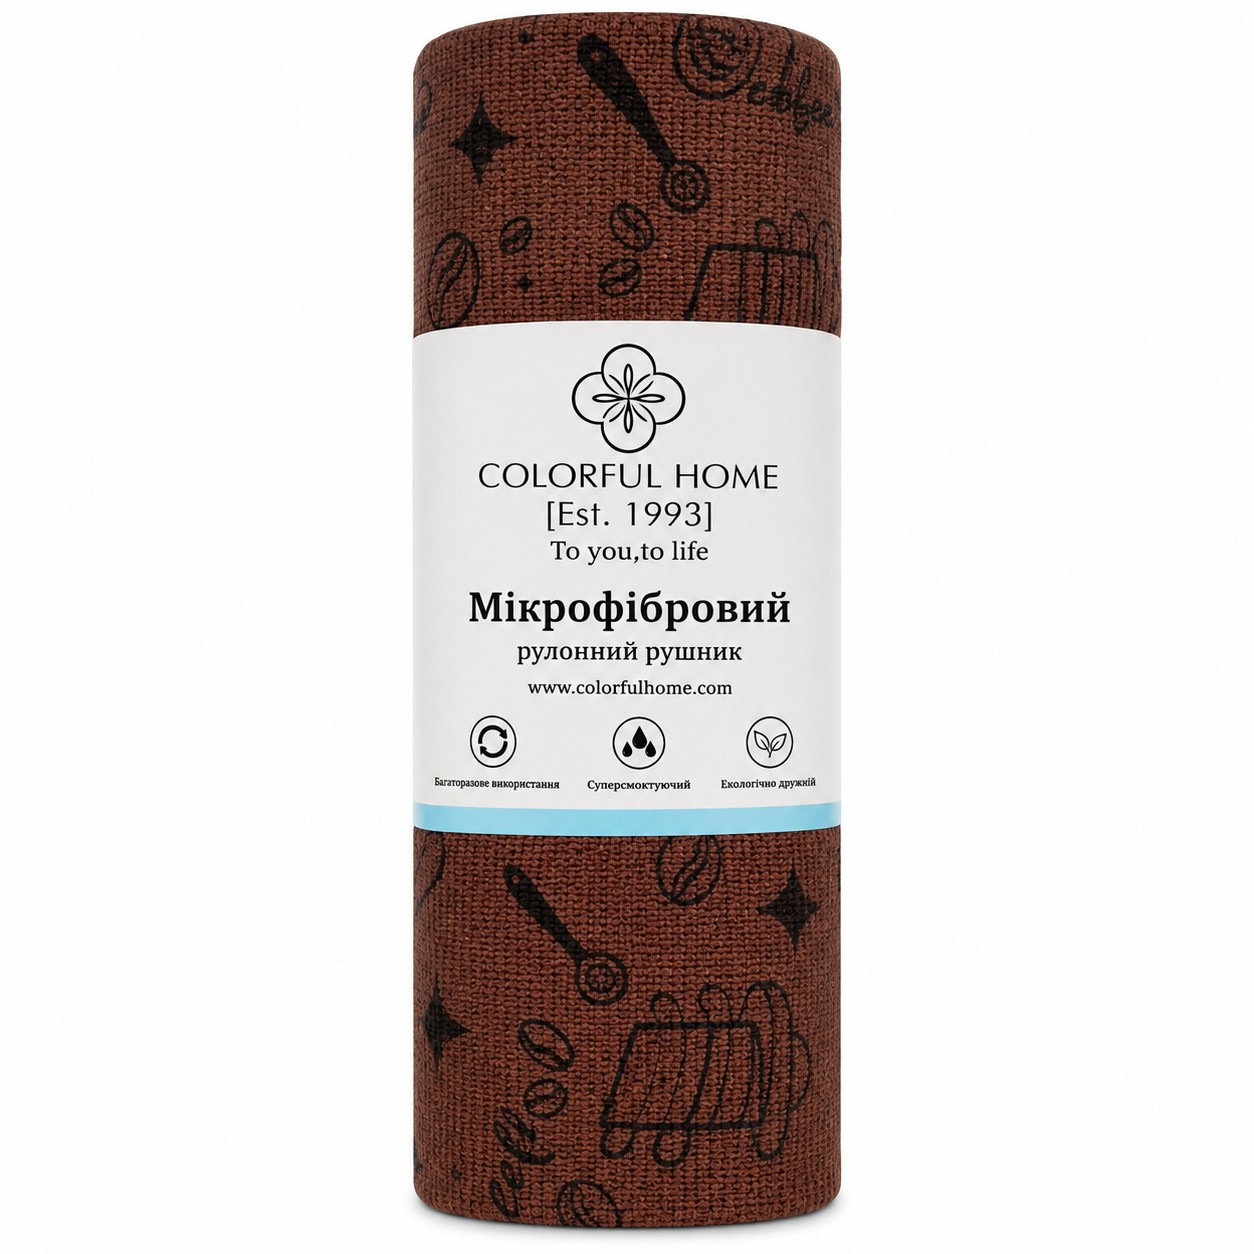 coffee
COLORFUL HOME
[Est. 1993]
To you,to life
Мікрофібровий
рулонний рушник
www.colorfulhome.com
Багаторазове використання
Суперсмоктуючий
Екологічно дружній